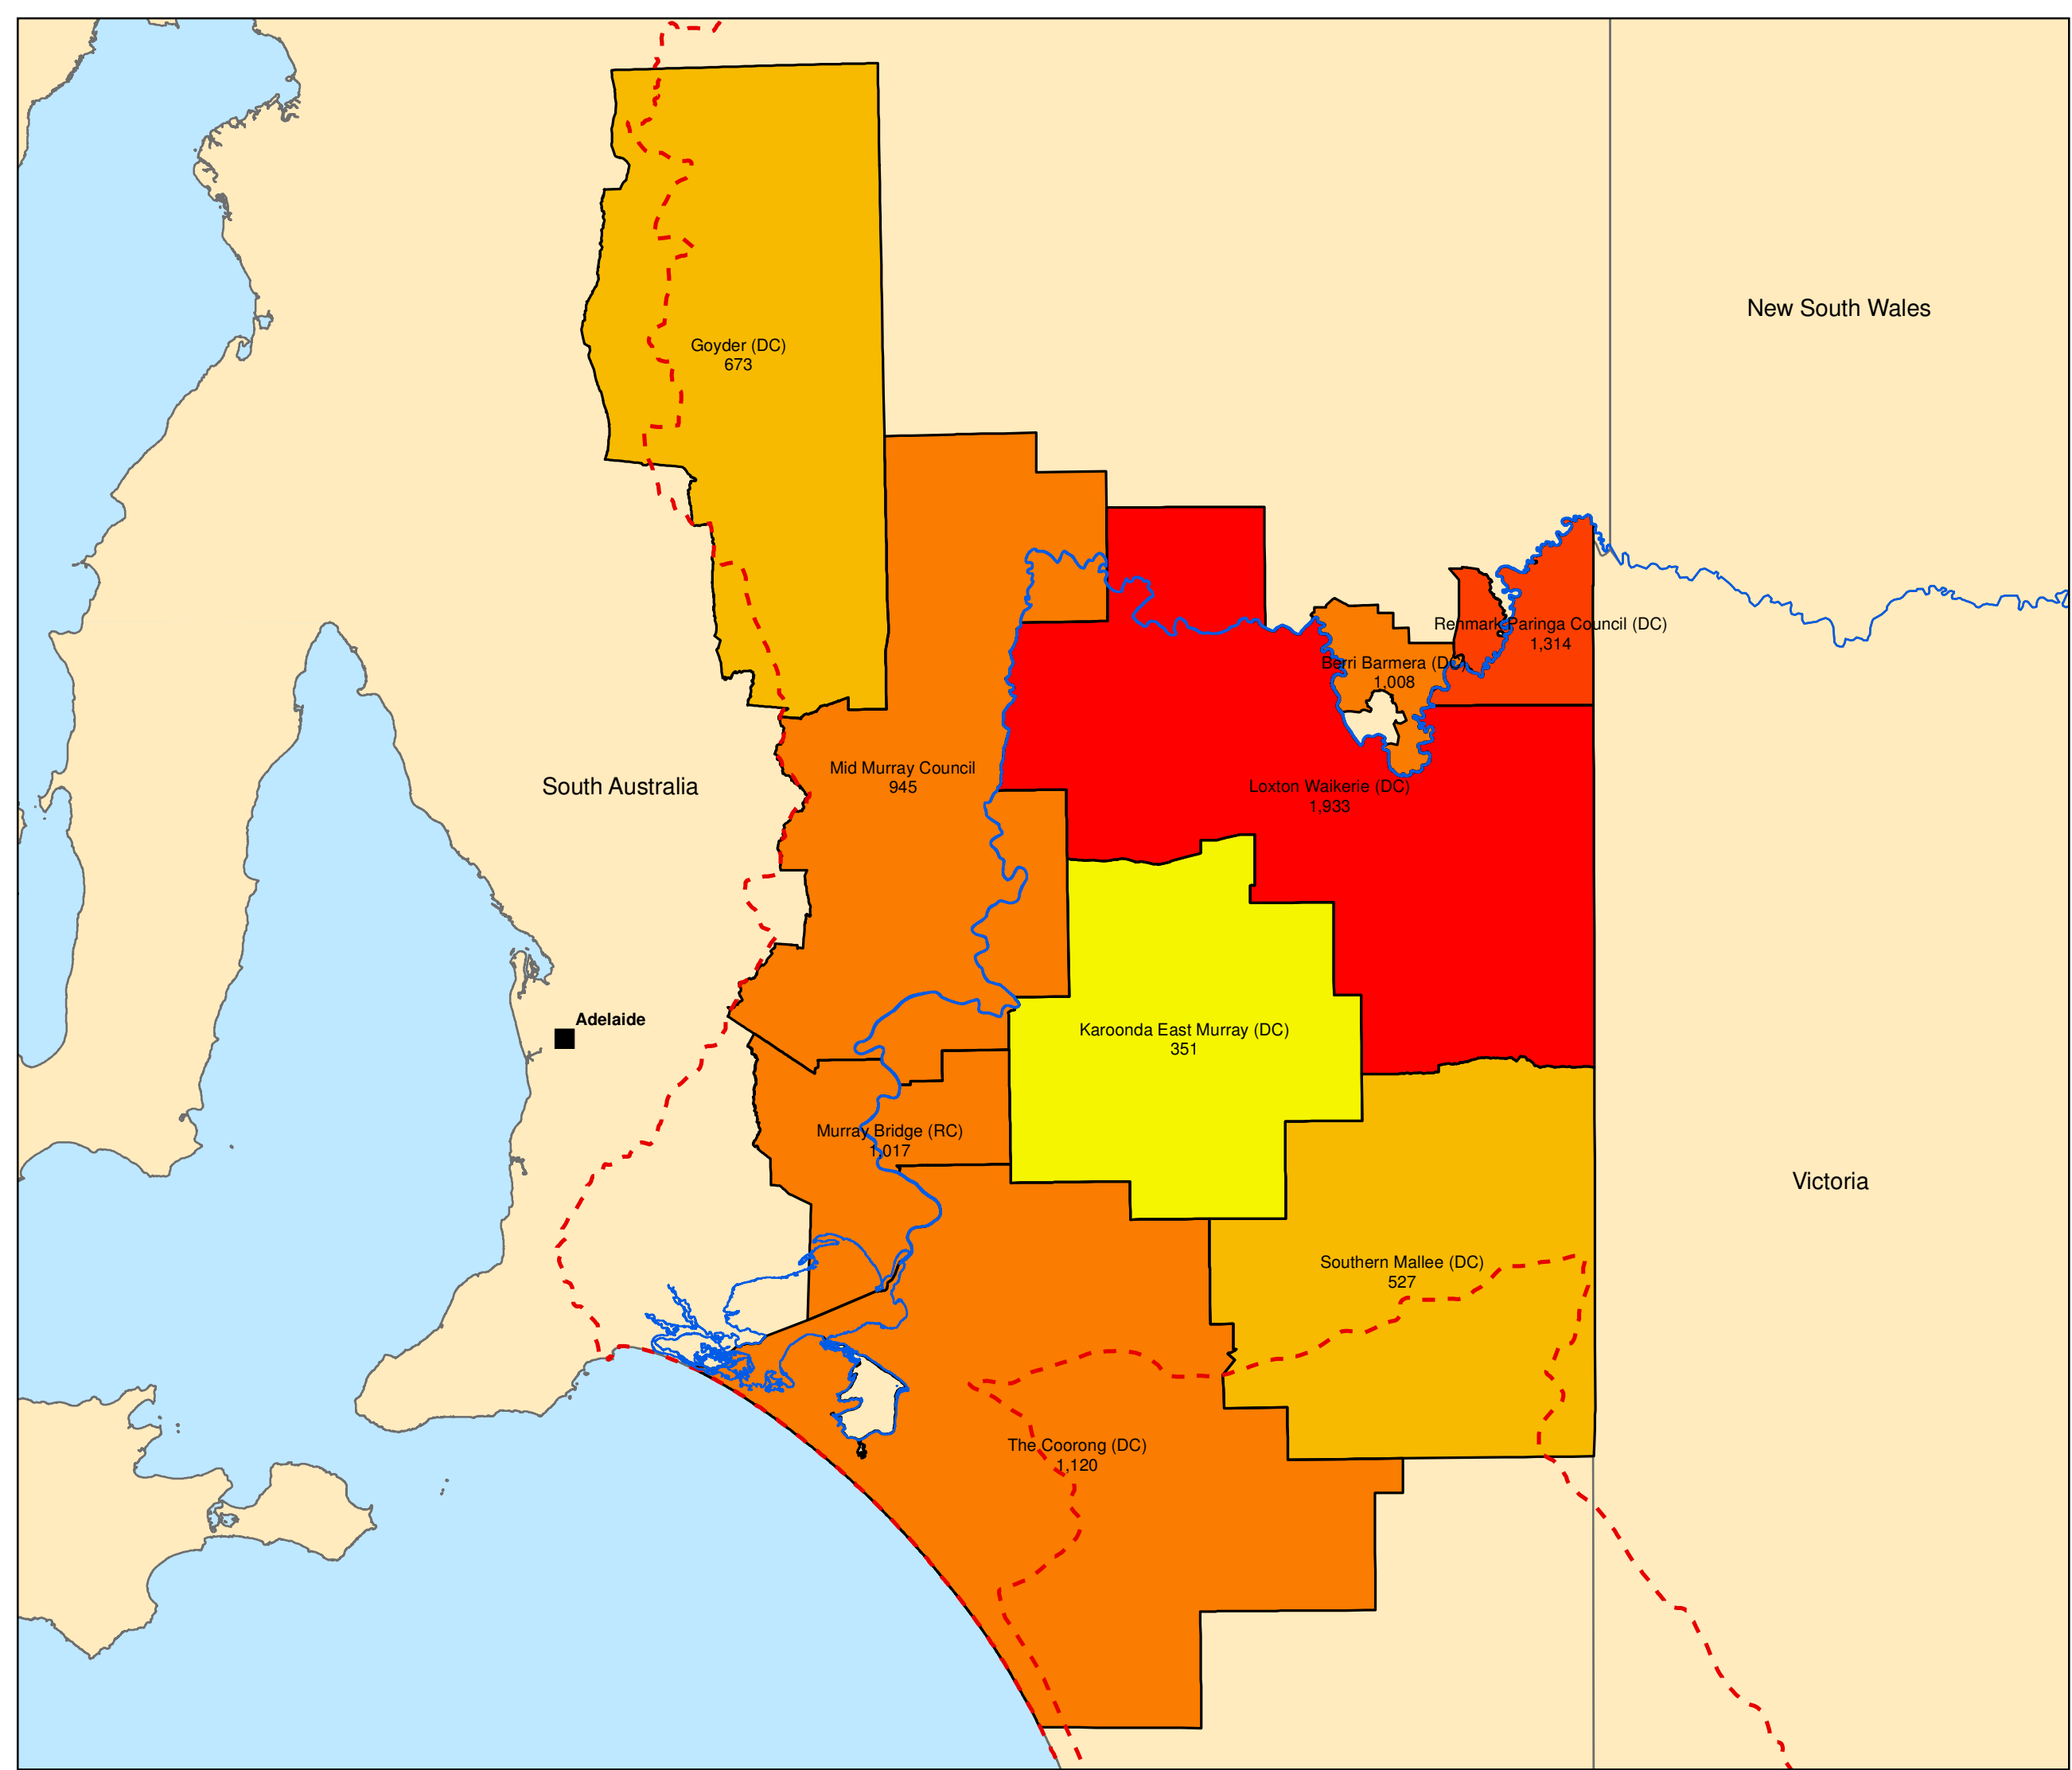 New South Wales
Goyder (DC)
673
Renmark Paringa Council (DC)
1,314
Berri Barmera (DC)
1,008
Mid Murray Council
945
South Australia
Loxton Waikerie (DC)
1,933
Adelaide
Karoonda East Murray (DC)
351
Murray Bridge (RC)
1,017
Victoria
Southern Mallee (DC)
527
The Coorong (DC)
1,120